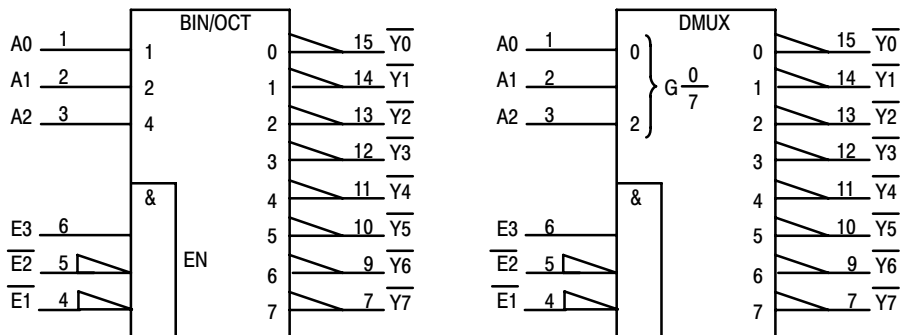 BIN/OCT
A0 1 1 0 15 Y0
A1 2 2 1 14 Y1
A2 3 4 2 13 Y2
3 12 Y3
& 4 11 Y4
E3 6 5 10 Y5
E2 5 EN 6 9 Y6
E1 4 7 7 Y7
DMUX
A0 1 0 0 15 Y0
A1 2 G 0/7 1 14 Y1
A2 3 2 2 13 Y2
3 12 Y3
& 4 11 Y4
E3 6 5 10 Y5
E2 5 6 9 Y6
E1 4 7 7 Y7